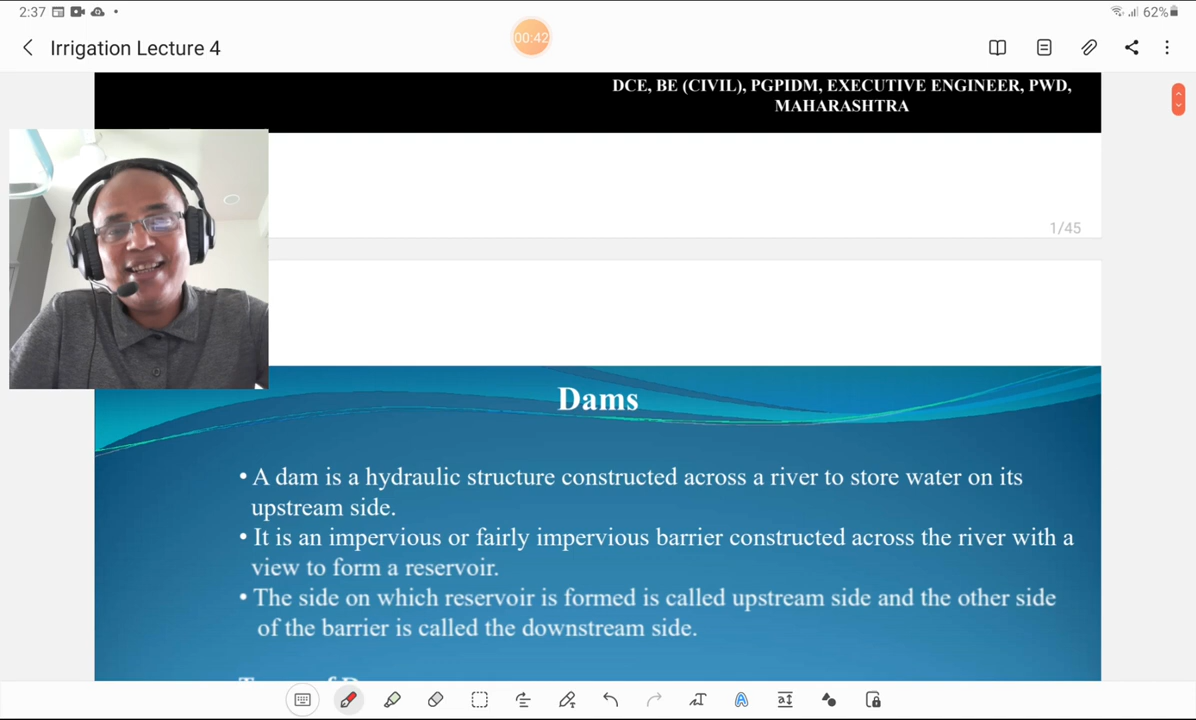 2:37
62%
Irrigation Lecture 4
00:42
DCE, BE (CIVIL), PGPIDM, EXECUTIVE ENGINEER, PWD,
MAHARASHTRA
1/45
Dams
• A dam is a hydraulic structure constructed across a river to store water on its
upstream side.
• It is an impervious or fairly impervious barrier constructed across the river with a
view to form a reservoir.
• The side on which reservoir is formed is called upstream side and the other side
of the barrier is called the downstream side.